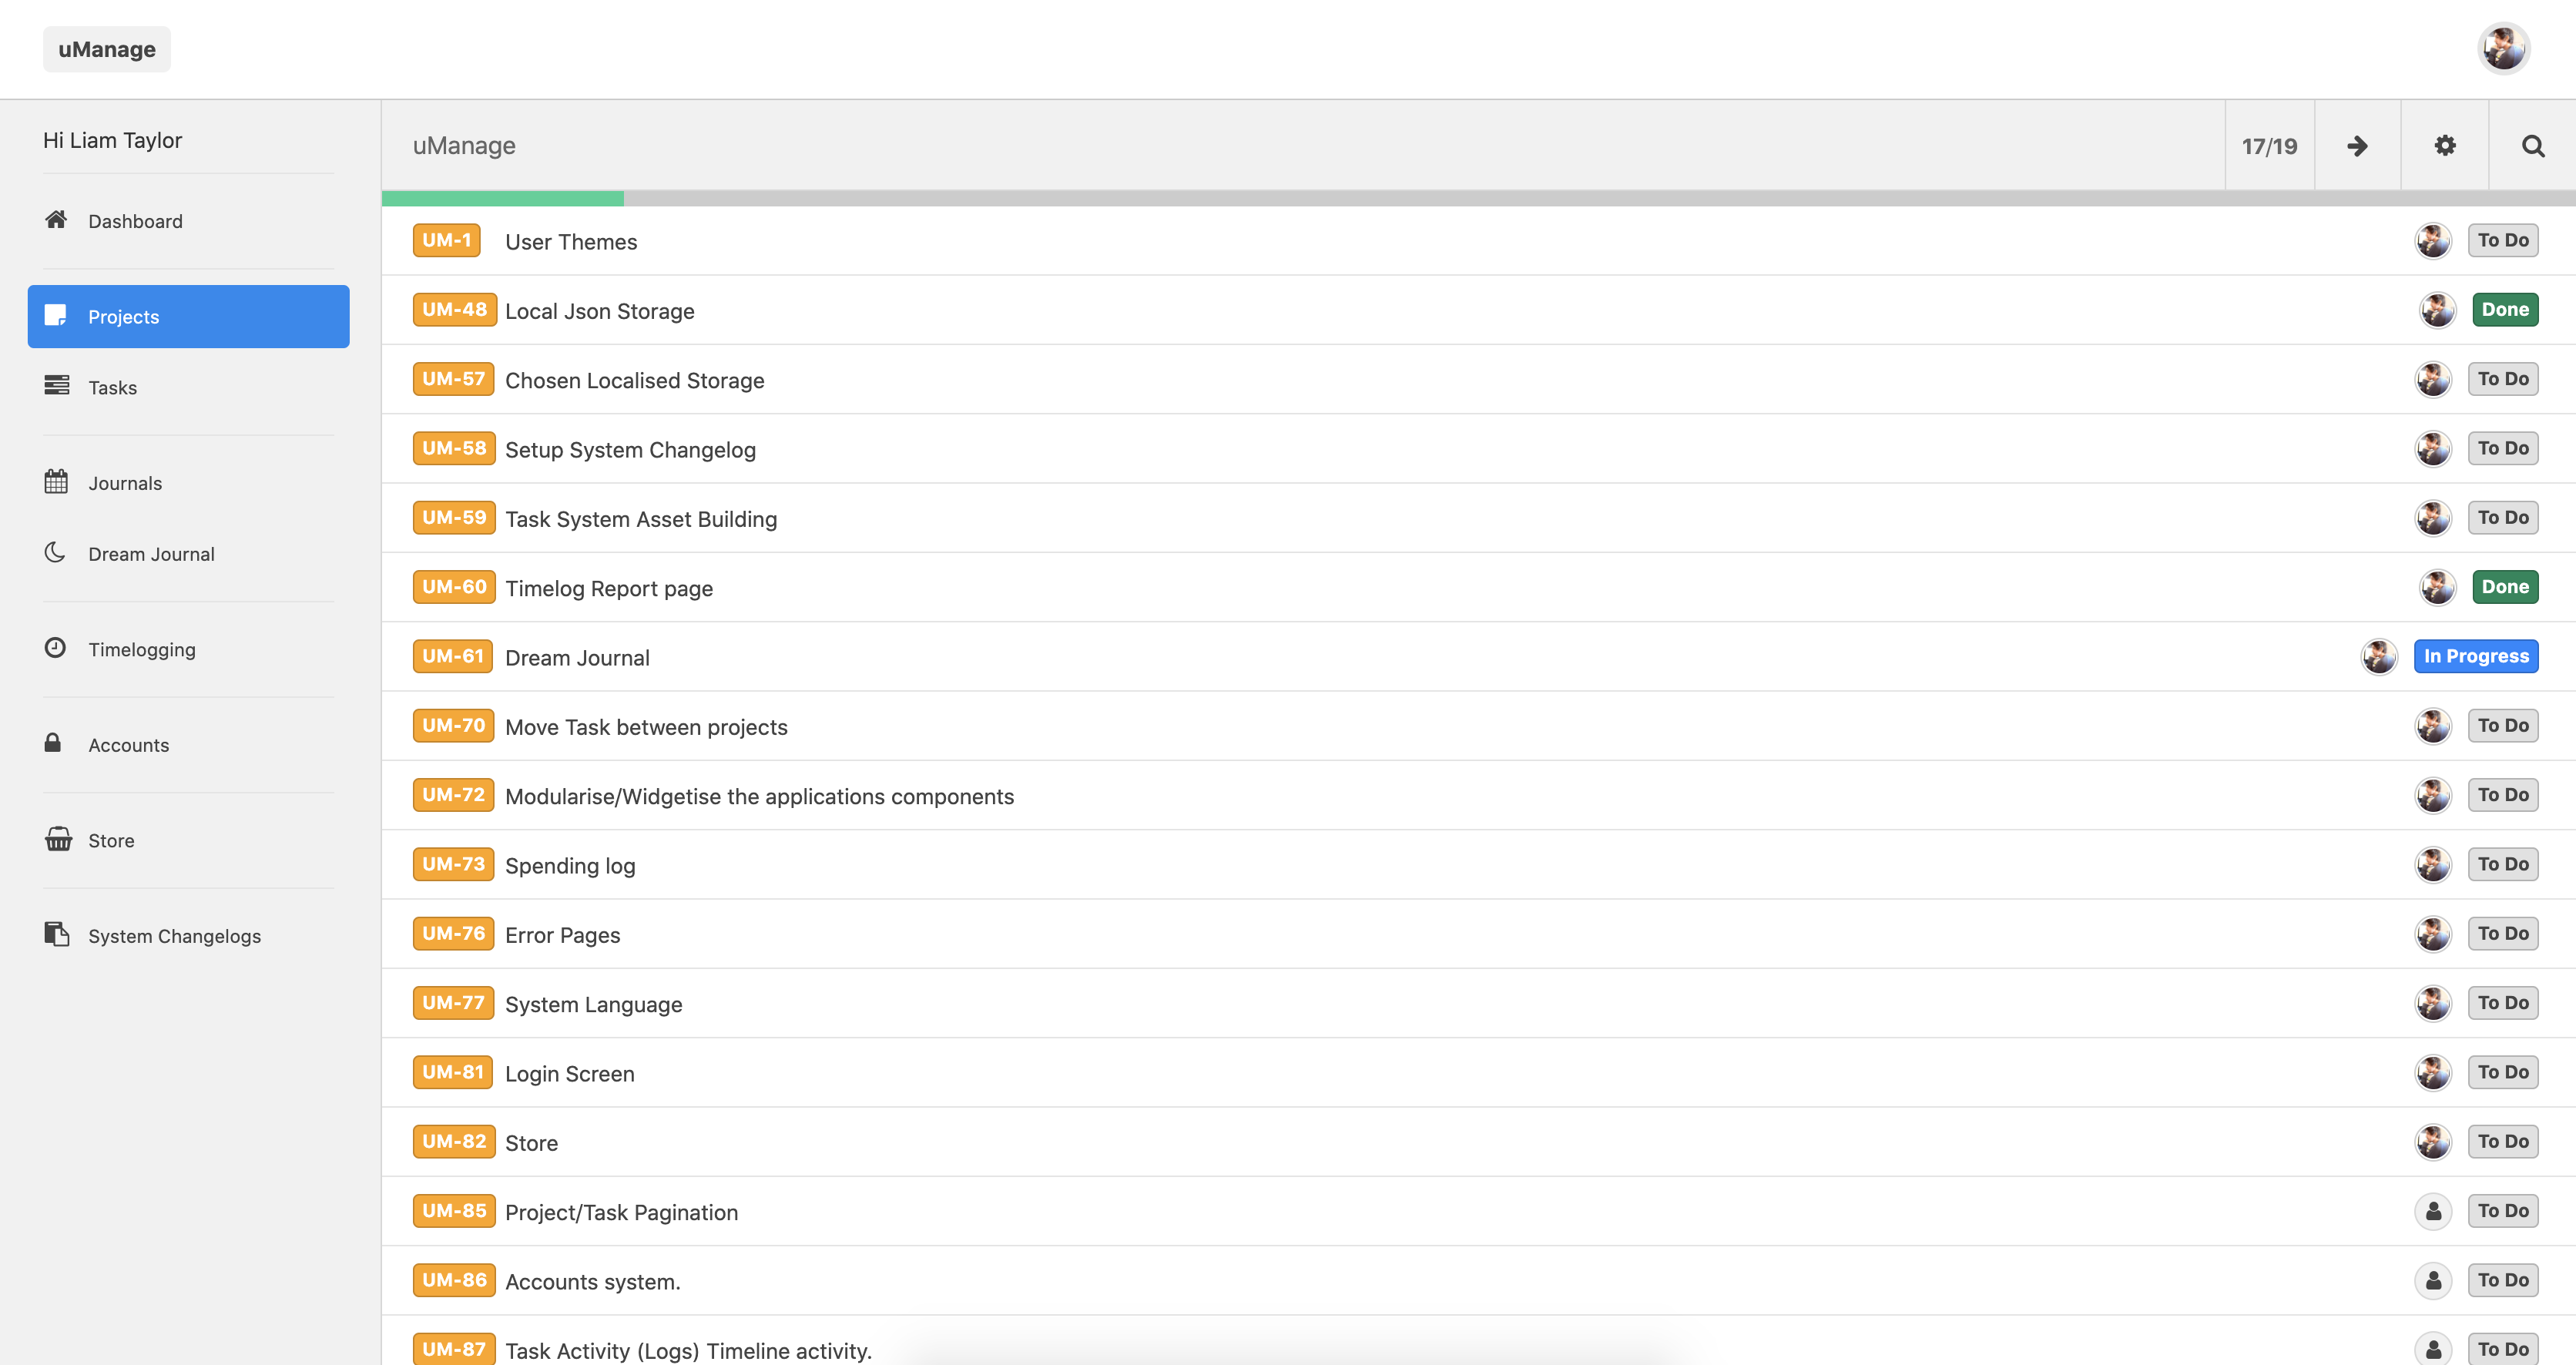 uManage
Hi Liam Taylor
Dashboard
Projects
Tasks
Journals
Dream Journal
Timelogging
Accounts
Store
System Changelogs
uManage 17/19
UM-1 User Themes To Do
UM-48 Local Json Storage Done
UM-57 Chosen Localised Storage To Do
UM-58 Setup System Changelog To Do
UM-59 Task System Asset Building To Do
UM-60 Timelog Report page Done
UM-61 Dream Journal In Progress
UM-70 Move Task between projects To Do
UM-72 Modularise/Widgetise the applications components To Do
UM-73 Spending log To Do
UM-76 Error Pages To Do
UM-77 System Language To Do
UM-81 Login Screen To Do
UM-82 Store To Do
UM-85 Project/Task Pagination To Do
UM-86 Accounts system. To Do
UM-87 Task Activity (Logs) Timeline activity. To Do